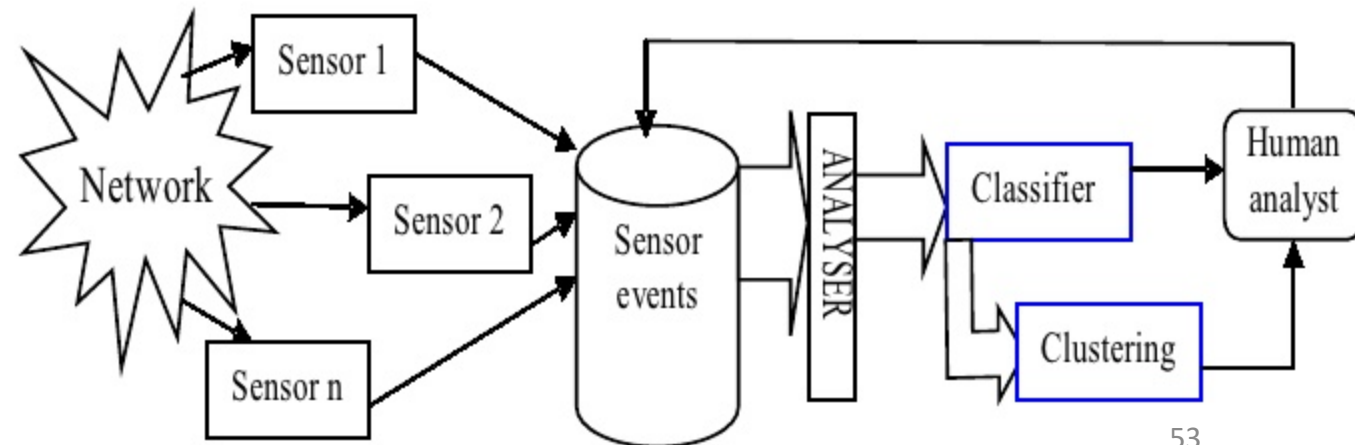 Network
Sensor 1
Sensor 2
Sensor n
Sensor
events
ANALYSER
Classifier
Clustering
Human
analyst
53